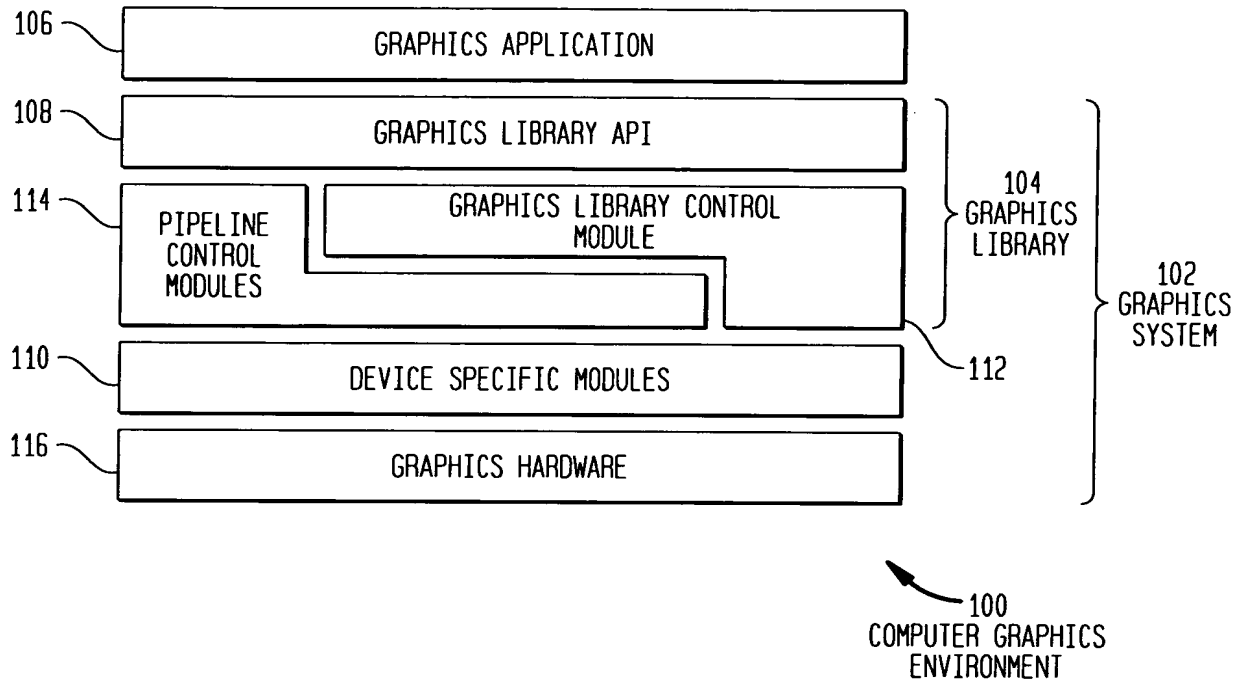 106
GRAPHICS APPLICATION
108
GRAPHICS LIBRARY API
114
PIPELINE
CONTROL
MODULES
GRAPHICS LIBRARY CONTROL
MODULE
104
GRAPHICS
LIBRARY
102
GRAPHICS
SYSTEM
110
DEVICE SPECIFIC MODULES
112
116
GRAPHICS HARDWARE
100
COMPUTER GRAPHICS
ENVIRONMENT